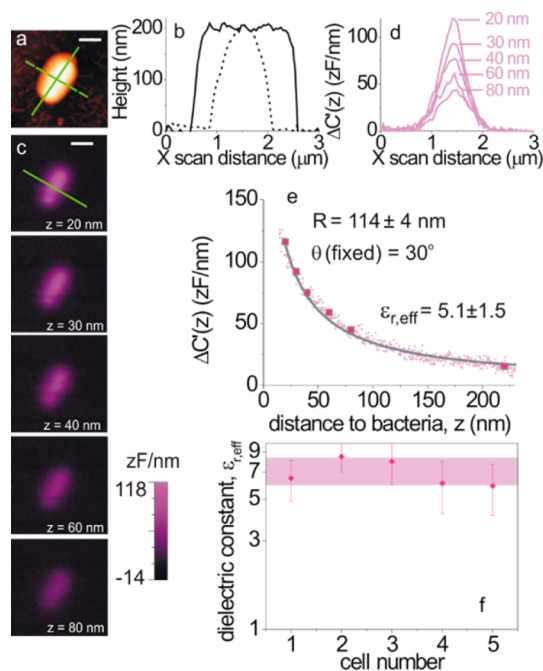 a
b
Height (nm)
200
150
100
50
0
0 1 2 3
X scan distance (μm)
d
ΔC'(z) (zF/nm)
100
50
0
20 nm
30 nm
40 nm
60 nm
80 nm
0 1 2 3
X scan distance (μm)
c
z = 20 nm
z = 30 nm
z = 40 nm
z = 60 nm
z = 80 nm
zF/nm
118
-14
e
ΔC'(z) (zF/nm)
150
100
50
0
R = 114± 4 nm
θ (fixed) = 30°
εr,eff = 5.1±1.5
0 50 100 150 200
distance to bacteria, z (nm)
dielectric constant, εr,eff
9
7
5
3
1
f
1 2 3 4 5
cell number